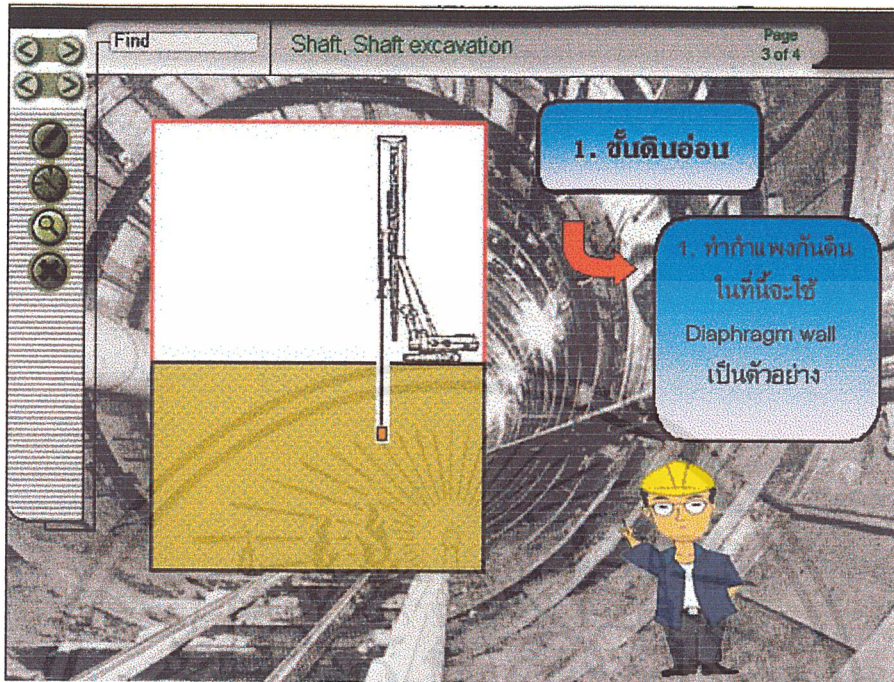 Find
Shaft, Shaft excavation
Page
3 of 4
1. ชั้นดินอ่อน
1. ทำกำแพงกันดิน
ในที่นี้จะใช้
Diaphragm wall
เป็นตัวอย่าง